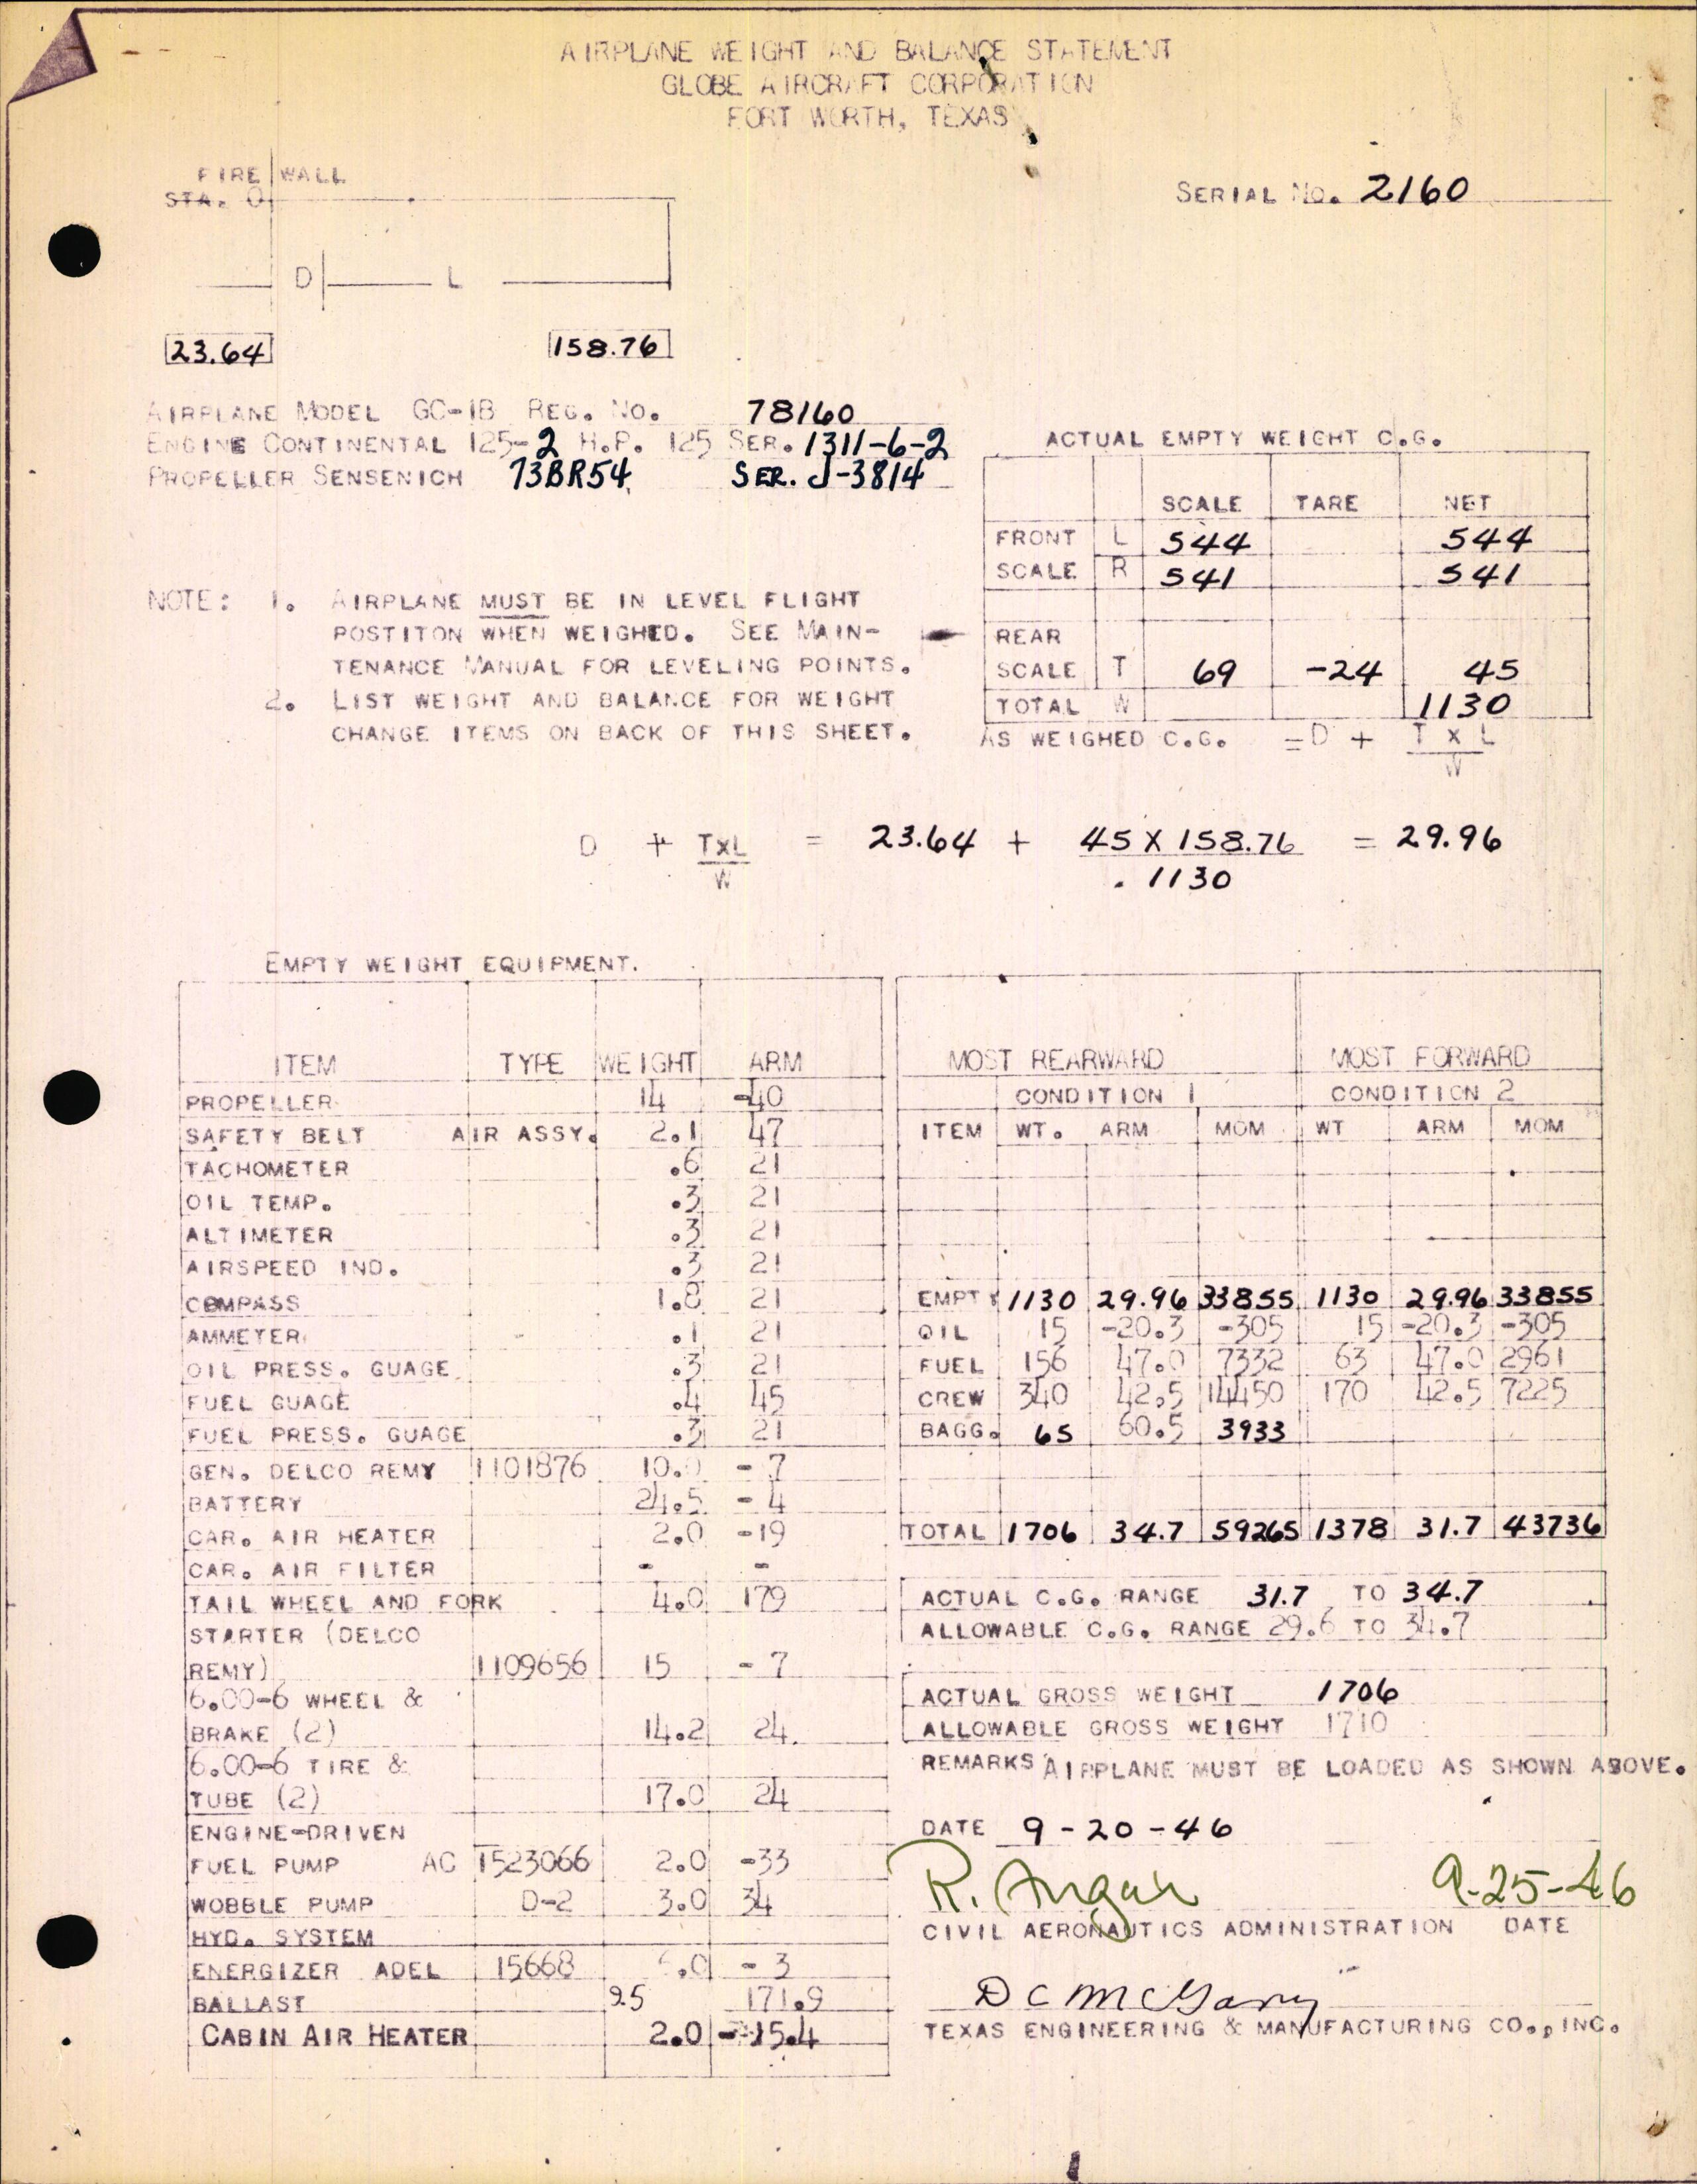 AIRPLANE WEIGHT AND BALANCE STATEMENT
GLOBE AIRCRAFT CORPORATION
FORT WORTH, TEXAS
FIRE WALL
STA. 0
SERIAL NO. 2160
D L
23.64 158.76
AIRPLANE MODEL GC-1B REG. NO. 78160
ENGINE CONTINENTAL 125-2 H.P. 125 SER. 1311-6-2
PROPELLER SENSENICH 73BR54 SER. J-3814
NOTE: 1. AIRPLANE MUST BE IN LEVEL FLIGHT
POSTITON WHEN WEIGHED. SEE MAIN-
TENANCE MANUAL FOR LEVELING POINTS.
2. LIST WEIGHT AND BALANCE FOR WEIGHT
CHANGE ITEMS ON BACK OF THIS SHEET.
ACTUAL EMPTY WEIGHT C.G.
SCALE TARE NET
FRONT L 544 544
SCALE R 541 541
REAR
SCALE T 69 -24 45
TOTAL W 1130
AS WEIGHED C.G. = D + T X L
W
D + TxL = 23.64 + 45 X 158.76 = 29.96
W . 1130
EMPTY WEIGHT EQUIPMENT.
ITEM TYPE WEIGHT ARM
PROPELLER 14 -40
SAFETY BELT AIR ASSY. 2.1 47
TACHOMETER .6 21
OIL TEMP. .3 21
ALTIMETER .3 21
AIRSPEED IND. .3 21
COMPASS 1.8 21
AMMETER .1 21
OIL PRESS. GUAGE .3 21
FUEL GUAGE .4 45
FUEL PRESS. GUAGE .3 21
GEN. DELCO REMY 1101876 10.0 - 7
BATTERY 24.5 - 4
CAR. AIR HEATER 2.0 -19
CAR. AIR FILTER - -
TAIL WHEEL AND FORK 4.0 179
STARTER (DELCO
REMY) 1109656 15 - 7
6.00-6 WHEEL &
BRAKE (2) 14.2 24.
6.00-6 TIRE &
TUBE (2) 17.0 24
ENGINE-DRIVEN
FUEL PUMP AC 1523066 2.0 -33
WOBBLE PUMP D-2 3.0 34
HYD. SYSTEM
ENERGIZER ADEL 15668 .0 - 3
BALLAST 9.5 171.9
CABIN AIR HEATER 2.0 -15.4
MOST REARWARD MOST FORWARD
CONDITION 1 CONDITION 2
ITEM WT. ARM MOM WT ARM MOM
EMPTY 1130 29.96 33855 1130 29.96 33855
OIL 15 -20.3 -305 15 -20.3 -305
FUEL 156 47.0 7332 63 47.0 2961
CREW 340 42.5 14450 170 42.5 7225
BAGG. 65 60.5 3933
TOTAL 1706 34.7 59265 1378 31.7 43736
ACTUAL C.G. RANGE 31.7 TO 34.7
ALLOWABLE C.G. RANGE 29.6 TO 34.7
ACTUAL GROSS WEIGHT 1706
ALLOWABLE GROSS WEIGHT 1710
REMARKS AIRPLANE MUST BE LOADED AS SHOWN ABOVE.
DATE 9-20-46
R. 9-25-46
CIVIL AERONAUTICS ADMINISTRATION DATE
D C McGary
TEXAS ENGINEERING & MANUFACTURING CO., INC.